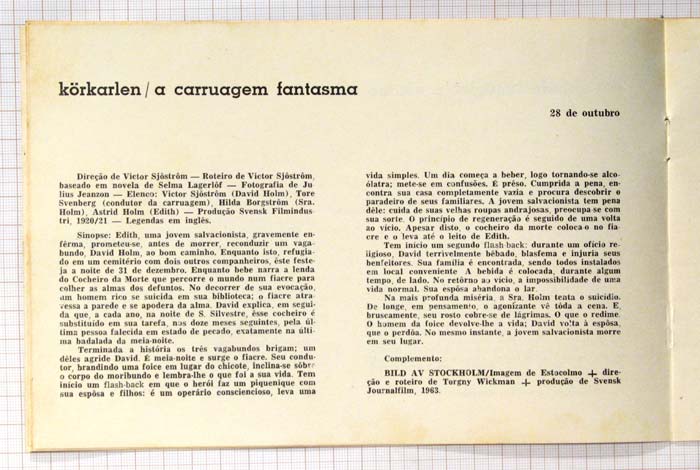 körkarlen / a carruagem fantasma
28 de outubro
Direção de Victor Sjöström — Roteiro de Victor Sjöström,
baseado em novela de Selma Lagerlöf — Fotografia de Ju-
lius Jeanzon — Elenco: Victor Sjöström (David Holm), Tore
Svenberg (condutor da carruagem), Hilda Borgström (Sra.
Holm), Astrid Holm (Edith) — Produção Svensk Filmindus-
tri, 1920/21 — Legendas em inglês.
Sinopse: Edith, uma jovem salvacionista, gravemente en-
fêrma, prometeu-se, antes de morrer, reconduzir um vaga-
bundo, David Holm, ao bom caminho. Enquanto isto, refugia-
do em um cemitério com dois outros companheiros, êste feste-
ja a noite de 31 de dezembro. Enquanto bebe narra a lenda
do Cocheiro da Morte que percorre o mundo num fiacre para
colher as almas dos defuntos. No decorrer de sua evocação,
um homem rico se suicida em sua biblioteca; o fiacre atra-
vessa a parede e se apodera da alma. David explica, em segui-
da que, a cada ano, na noite de S. Silvestre, êsse cocheiro é
substituído em sua tarefa, nos doze meses seguintes, pela úl-
tima pessoa falecida em estado de pecado, exatamente na últi-
ma badalada da meia-noite.
Terminada a história os três vagabundos brigam; um
dêles agride David. É meia-noite e surge o fiacre. Seu condu-
tor, brandindo uma foice em lugar do chicote, inclina-se sôbre
o corpo do moribundo e lembra-lhe o que foi a sua vida. Tem
início um flash-back em que o herói faz um piquenique com
sua espôsa e filhos: é um operário consciencioso, leva uma
vida simples. Um dia começa a beber, logo tornando-se alco-
ólatra; mete-se em confusões. É prêso. Cumprida a pena, en-
contra sua casa completamente vazia e procura descobrir o
paradeiro de seus familiares. A jovem salvacionista tem pena
dêle: cuida de suas velhas roupas andrajosas, preocupa-se com
sua sorte. O princípio de regeneração é seguido de uma volta
ao vício. Apesar disto, o cocheiro da morte coloca-o no fia-
cre e o leva até o leito de Edith.
Tem início um segundo flash-back: durante um ofício re-
ligioso, David terrivelmente bêbado, blasfema e injuria seus
benfeitores. Sua família é encontrada, sendo todos instalados
em local conveniente A bebida é colocada, durante algum
tempo, de lado. No retôrno ao vício, a impossibilidade de uma
vida normal. Sua espôsa abandona o lar.
Na mais profunda miséria, a Sra. Holm tenta o suicídio.
De longe, em pensamento, o agonizante vê tôda a cena. E,
bruscamente, seu rosto cobre-se de lágrimas. O que o redime.
O homem da foice devolve-lhe a vida; David volta à espôsa,
que o perdôa. No mesmo instante, a jovem salvacionista morre
em seu lugar.
Complemento:
BILD AV STOCKHOLM/Imagem de Estocolmo + dire-
ção e roteiro de Torgny Wickman + produção de Svensk
Journalfilm, 1963.